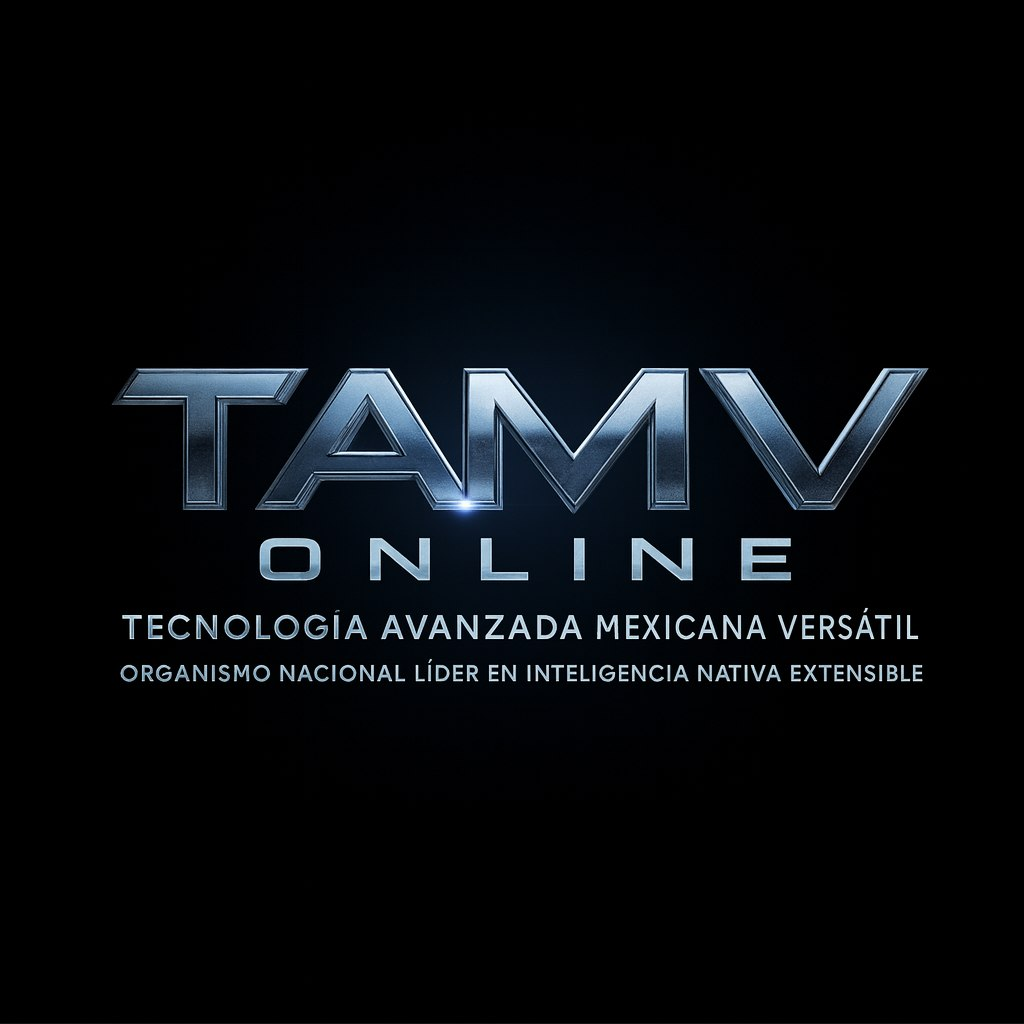 TAMV
ONLINE
TECNOLOGÍA AVANZADA MEXICANA VERSÁTIL
ORGANISMO NACIONAL LÍDER EN INTELIGENCIA NATIVA EXTENSIBLE